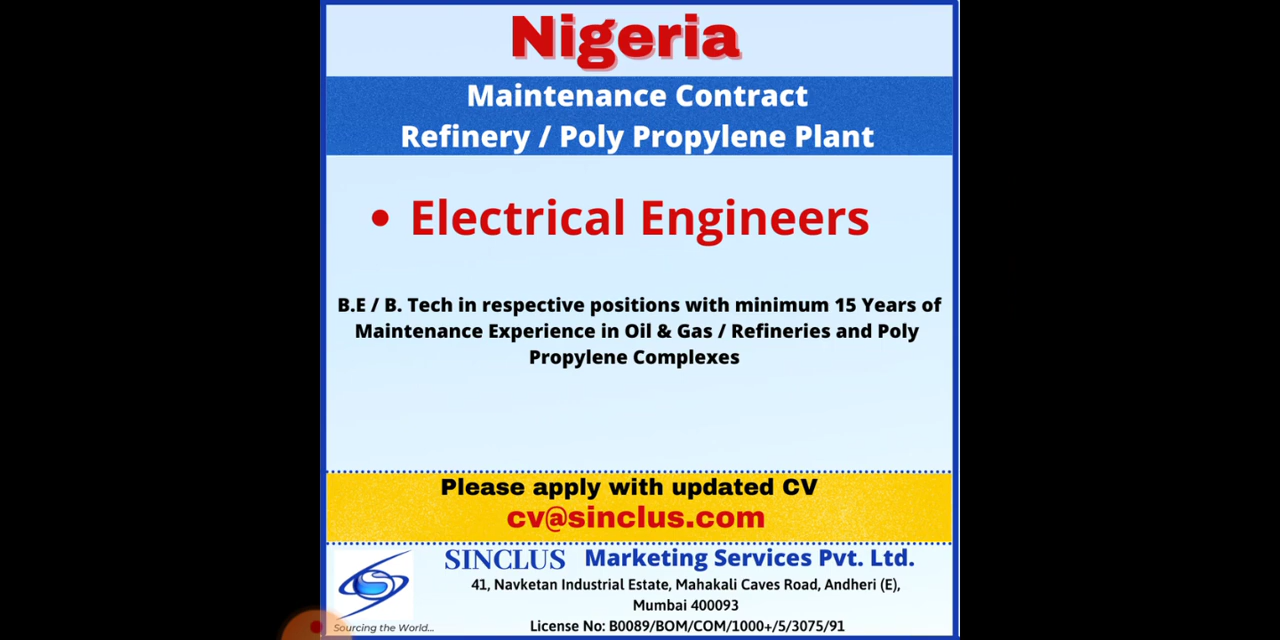 Nigeria
Maintenance Contract
Refinery / Poly Propylene Plant
• Electrical Engineers
B.E / B. Tech in respective positions with minimum 15 Years of
Maintenance Experience in Oil & Gas / Refineries and Poly
Propylene Complexes
Please apply with updated CV
cv@sinclus.com
SINCLUS Marketing Services Pvt. Ltd.
41, Navketan Industrial Estate, Mahakali Caves Road, Andheri (E),
Mumbai 400093
Sourcing the World...
License No: B0089/BOM/COM/1000+/5/3075/91